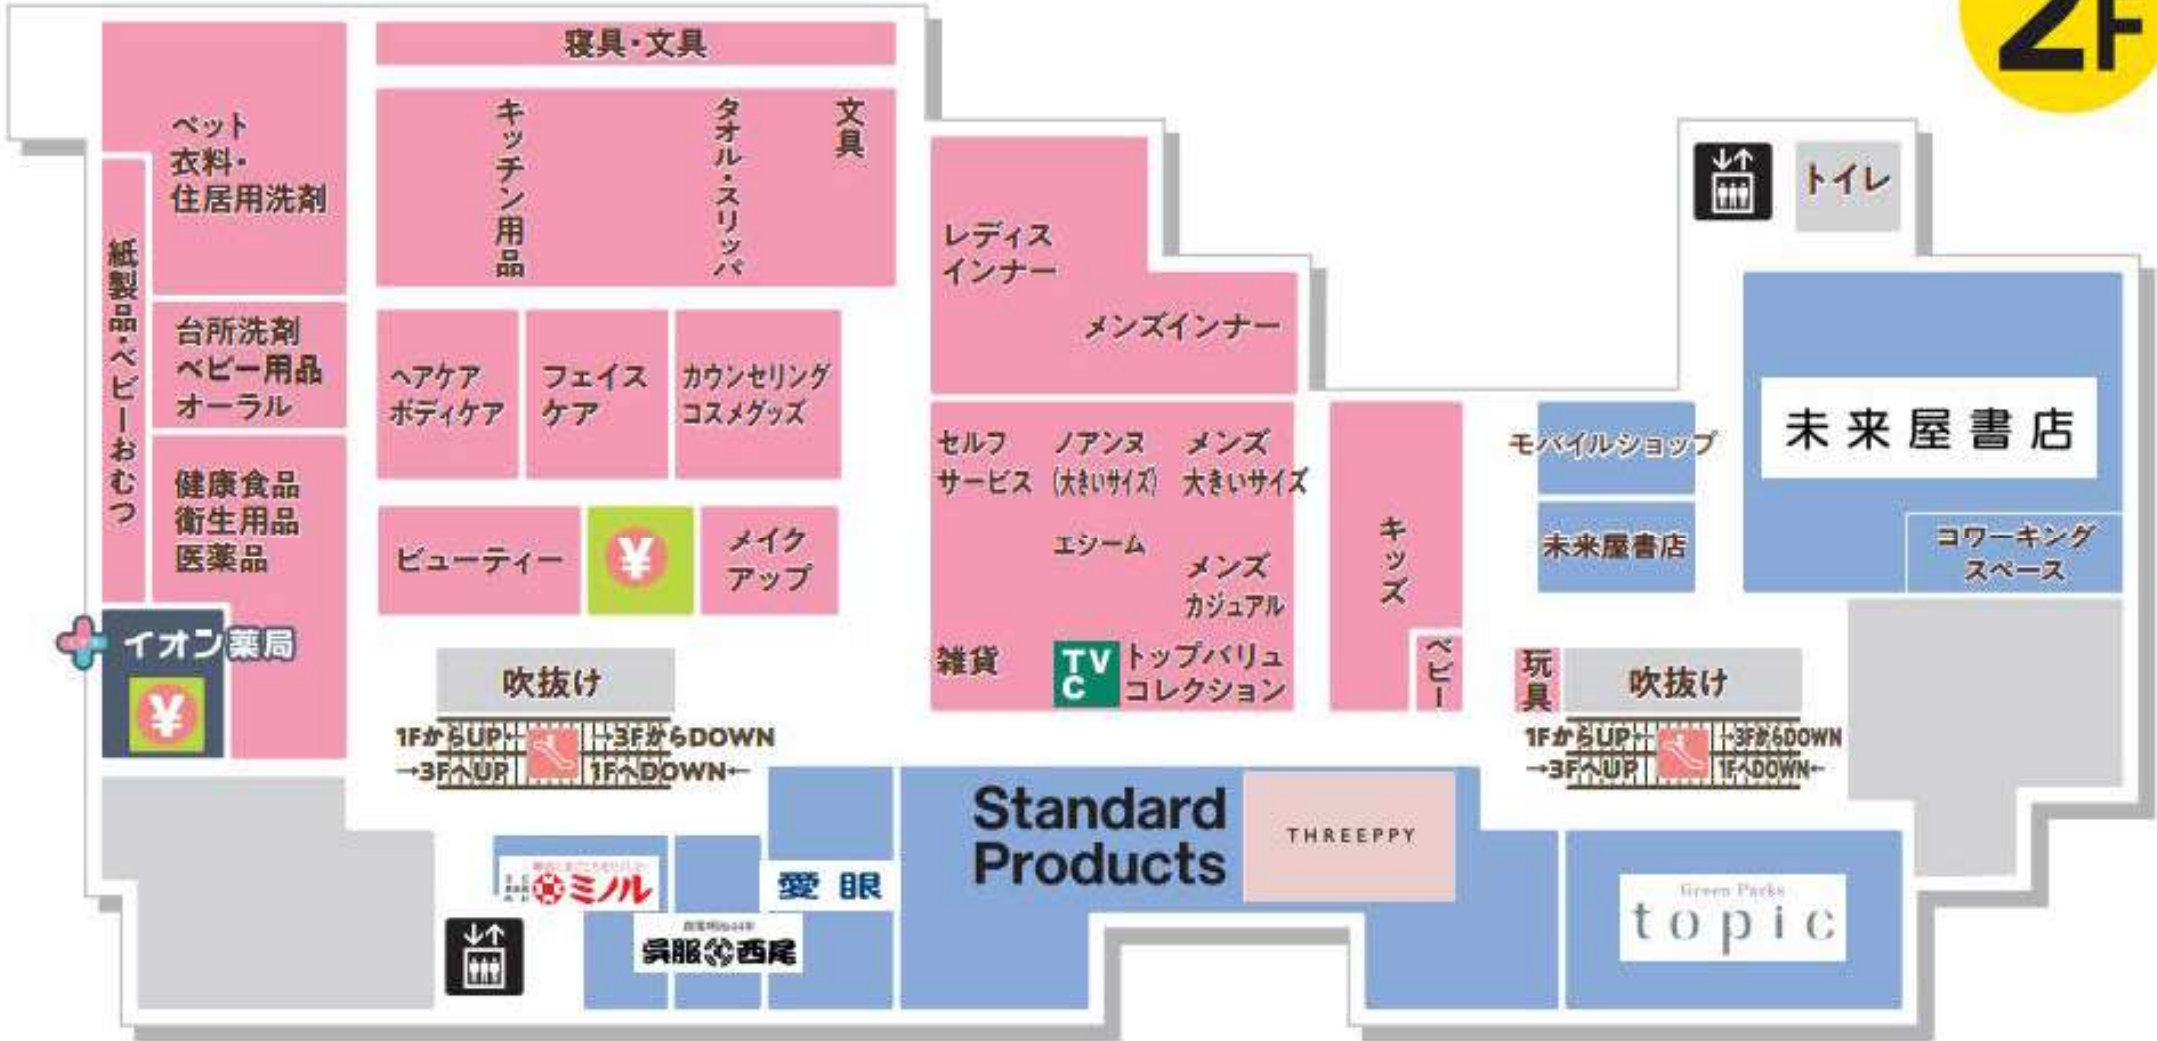 2F
寝具・文具
ペット
衣料・
住居用洗剤
キッチン用品
タオル・スリッパ
文具
紙製品・ベビーおむつ
台所洗剤
ベビー用品
オーラル
健康食品
衛生用品
医薬品
イオン薬局
¥
ヘアケア
ボディケア
フェイス
ケア
カウンセリング
コスメグッズ
ビューティー
¥
メイク
アップ
吹抜け
1FからUP←
→3FからDOWN
→3FへUP
1FへDOWN←
レディス
インナー
メンズインナー
セルフ
サービス
ノアンヌ
(大きいサイズ)
メンズ
大きいサイズ
エシーム
メンズ
カジュアル
雑貨
TVC
トップバリュ
コレクション
キッズ
ベビー
トイレ
モバイルショップ
未来屋書店
未来屋書店
コワーキング
スペース
玩具
吹抜け
1FからUP←
→3FからDOWN
→3FへUP
1FへDOWN←
ミノル
創業明治44年
呉服 西尾
愛眼
Standard
Products
THREEPPY
Green Parks
topic